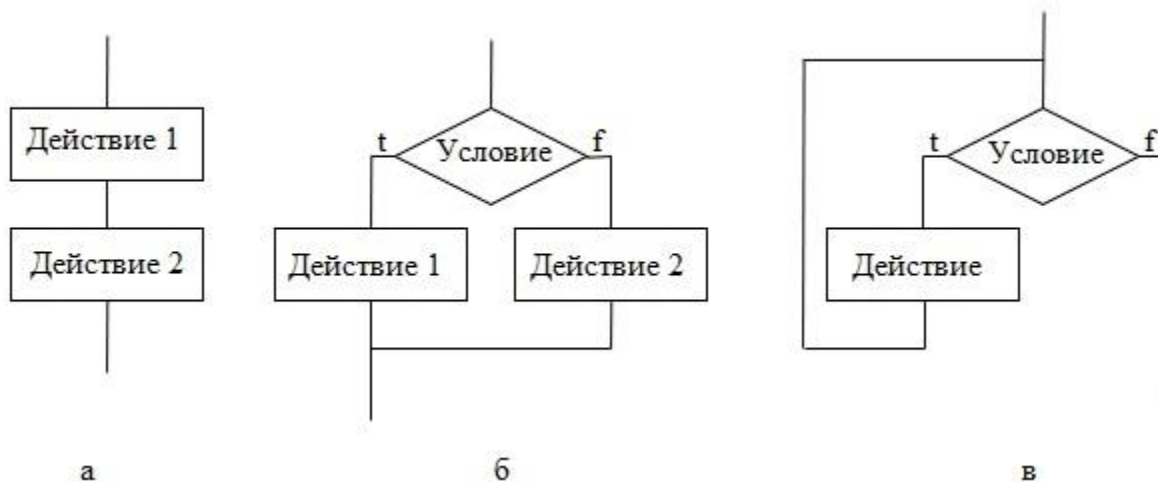 Действие 1
Действие 2
а
t
Условие
f
Действие 1
Действие 2
б
t
Условие
f
Действие
в